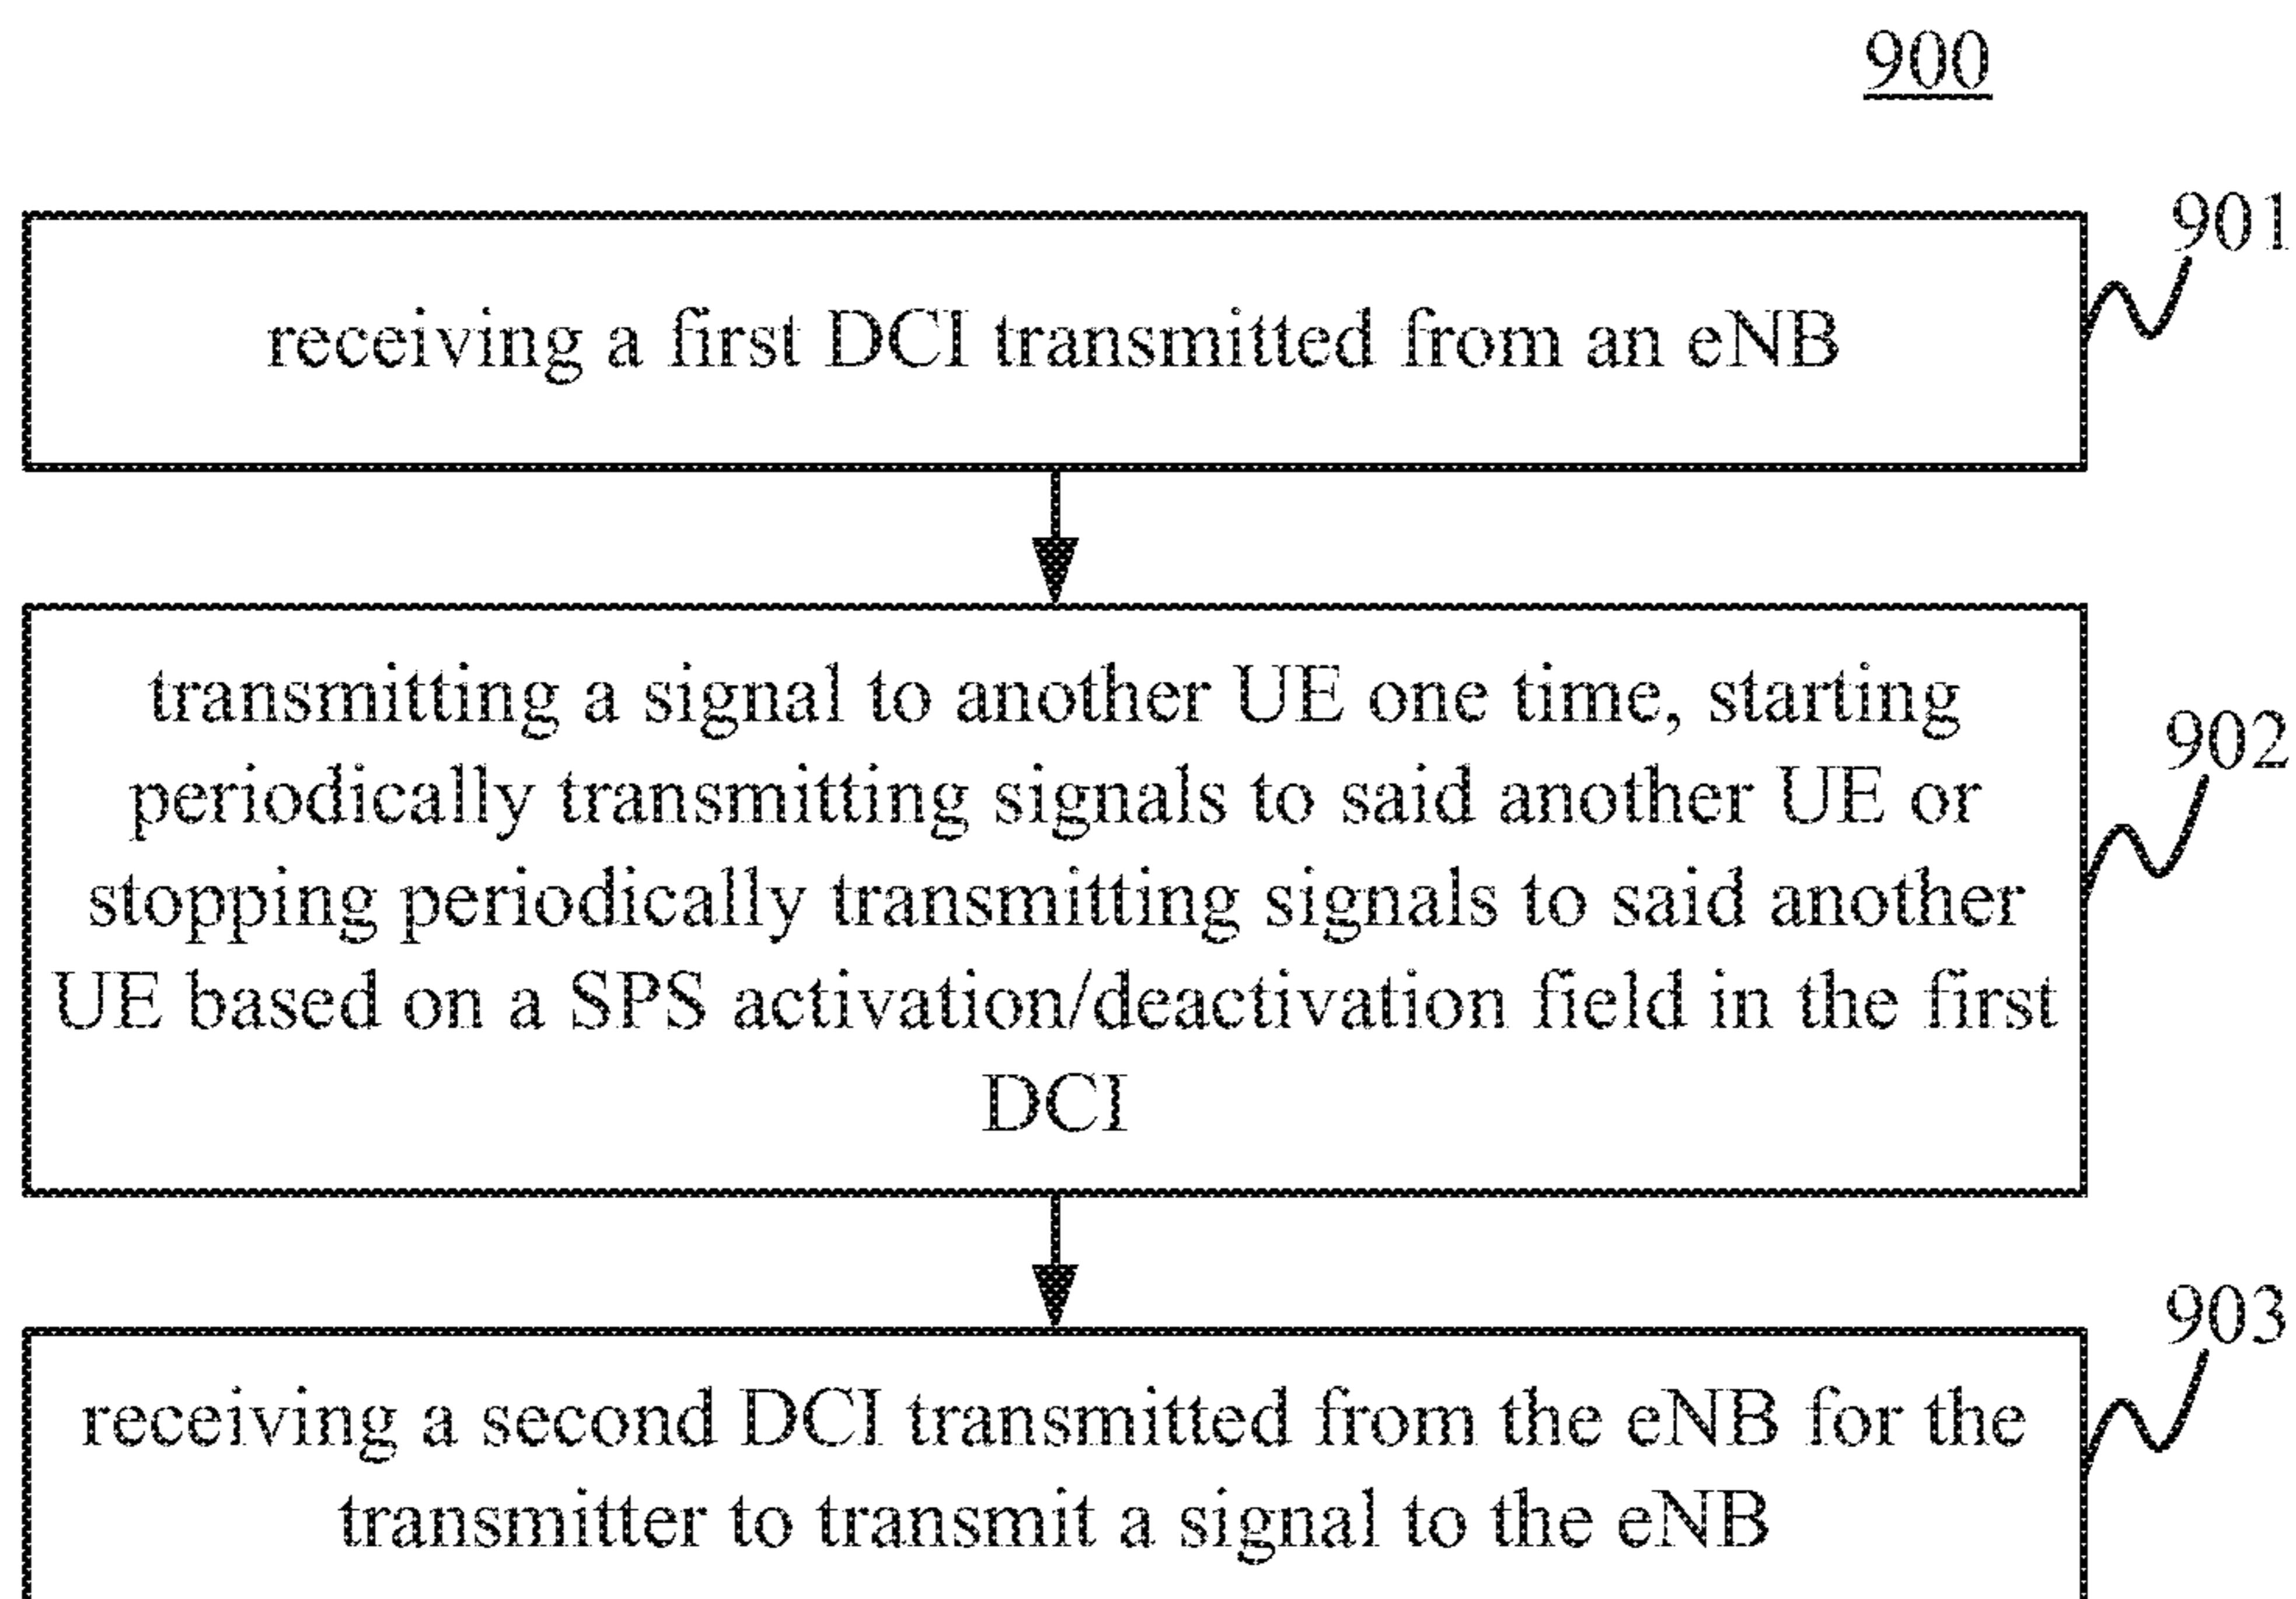 900
901
receiving a first DCI transmitted from an eNB
transmitting a signal to another UE one time, starting
periodically transmitting signals to said another UE or
stopping periodically transmitting signals to said another
UE based on a SPS activation/deactivation field in the first
DCI
902
903
receiving a second DCI transmitted from the eNB for the
transmitter to transmit a signal to the eNB